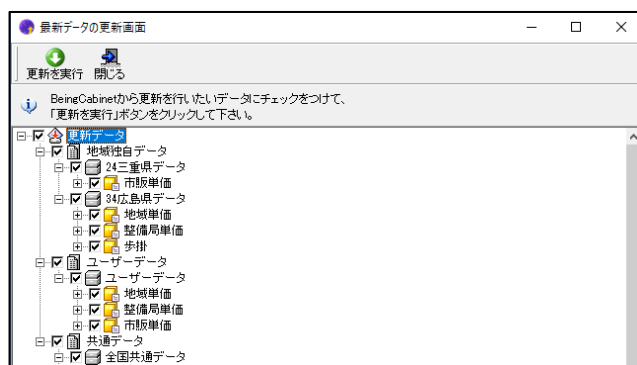 最新データの更新画面
更新を実行 閉じる
BeingCabinetから更新を行いたいデータにチェックをつけて、
「更新を実行」ボタンをクリックして下さい。
更新データ
地域独自データ
24三重県データ
市販単価
34広島県データ
地域単価
整備局単価
歩掛
ユーザーデータ
ユーザーデータ
地域単価
整備局単価
市販単価
共通データ
全国共通データ